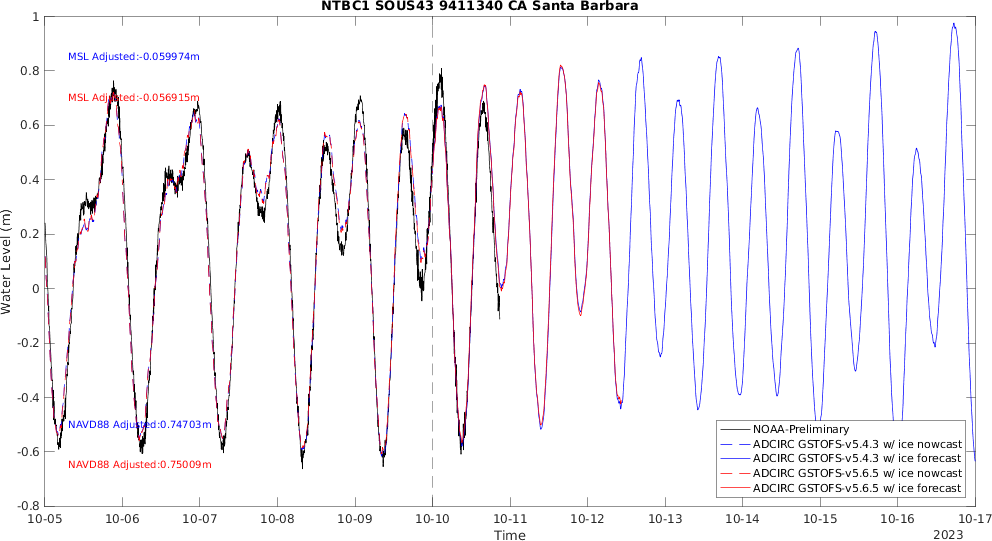 NTBC1 SOUS43 9411340 CA Santa Barbara
MSL Adjusted:-0.059974m
MSL Adjusted:-0.056915m
NAVD88 Adjusted:0.74703m
NAVD88 Adjusted:0.75009m
Water Level (m)
1
0.8
0.6
0.4
0.2
0
-0.2
-0.4
-0.6
-0.8
NOAA-Preliminary
ADCIRC GSTOFS-v5.4.3 w/ ice nowcast
ADCIRC GSTOFS-v5.4.3 w/ ice forecast
ADCIRC GSTOFS-v5.6.5 w/ ice nowcast
ADCIRC GSTOFS-v5.6.5 w/ ice forecast
10-05 10-06 10-07 10-08 10-09 10-10 10-11 10-12 10-13 10-14 10-15 10-16 10-17
Time
2023